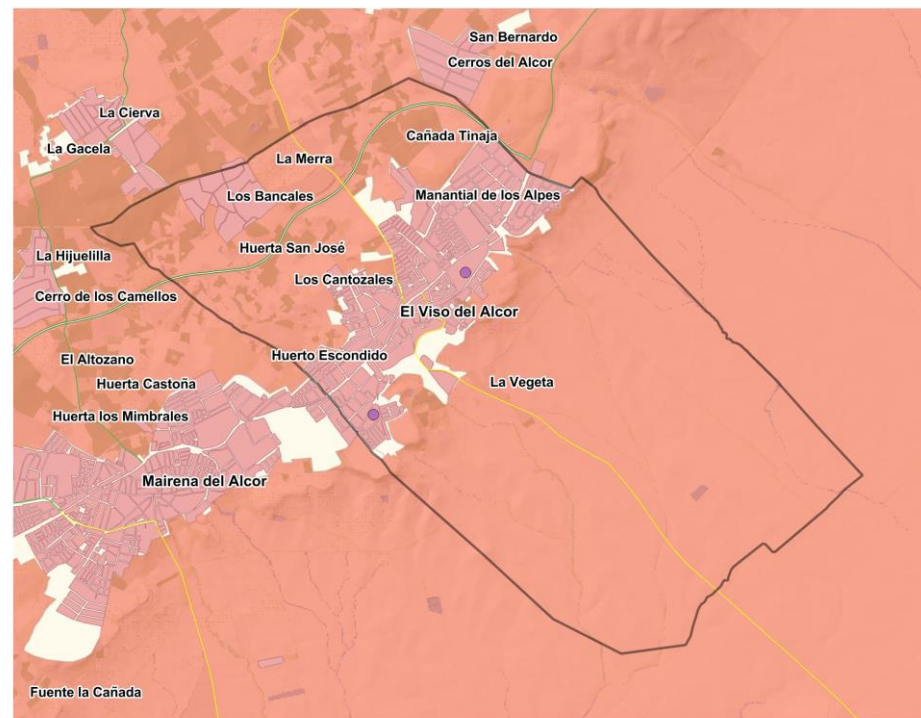 San Bernardo
Cerros del Alcor
La Cierva
Cañada Tinaja
La Gacela
La Merra
Los Bancales
Manantial de los Alpes
Huerta San José
La Hijuelilla
Los Cantozales
Cerro de los Camellos
El Viso del Alcor
Huerto Escondido
El Altozano
Huerta Castoña
La Vegeta
Huerta los Mimbrales
Mairena del Alcor
Fuente la Cañada